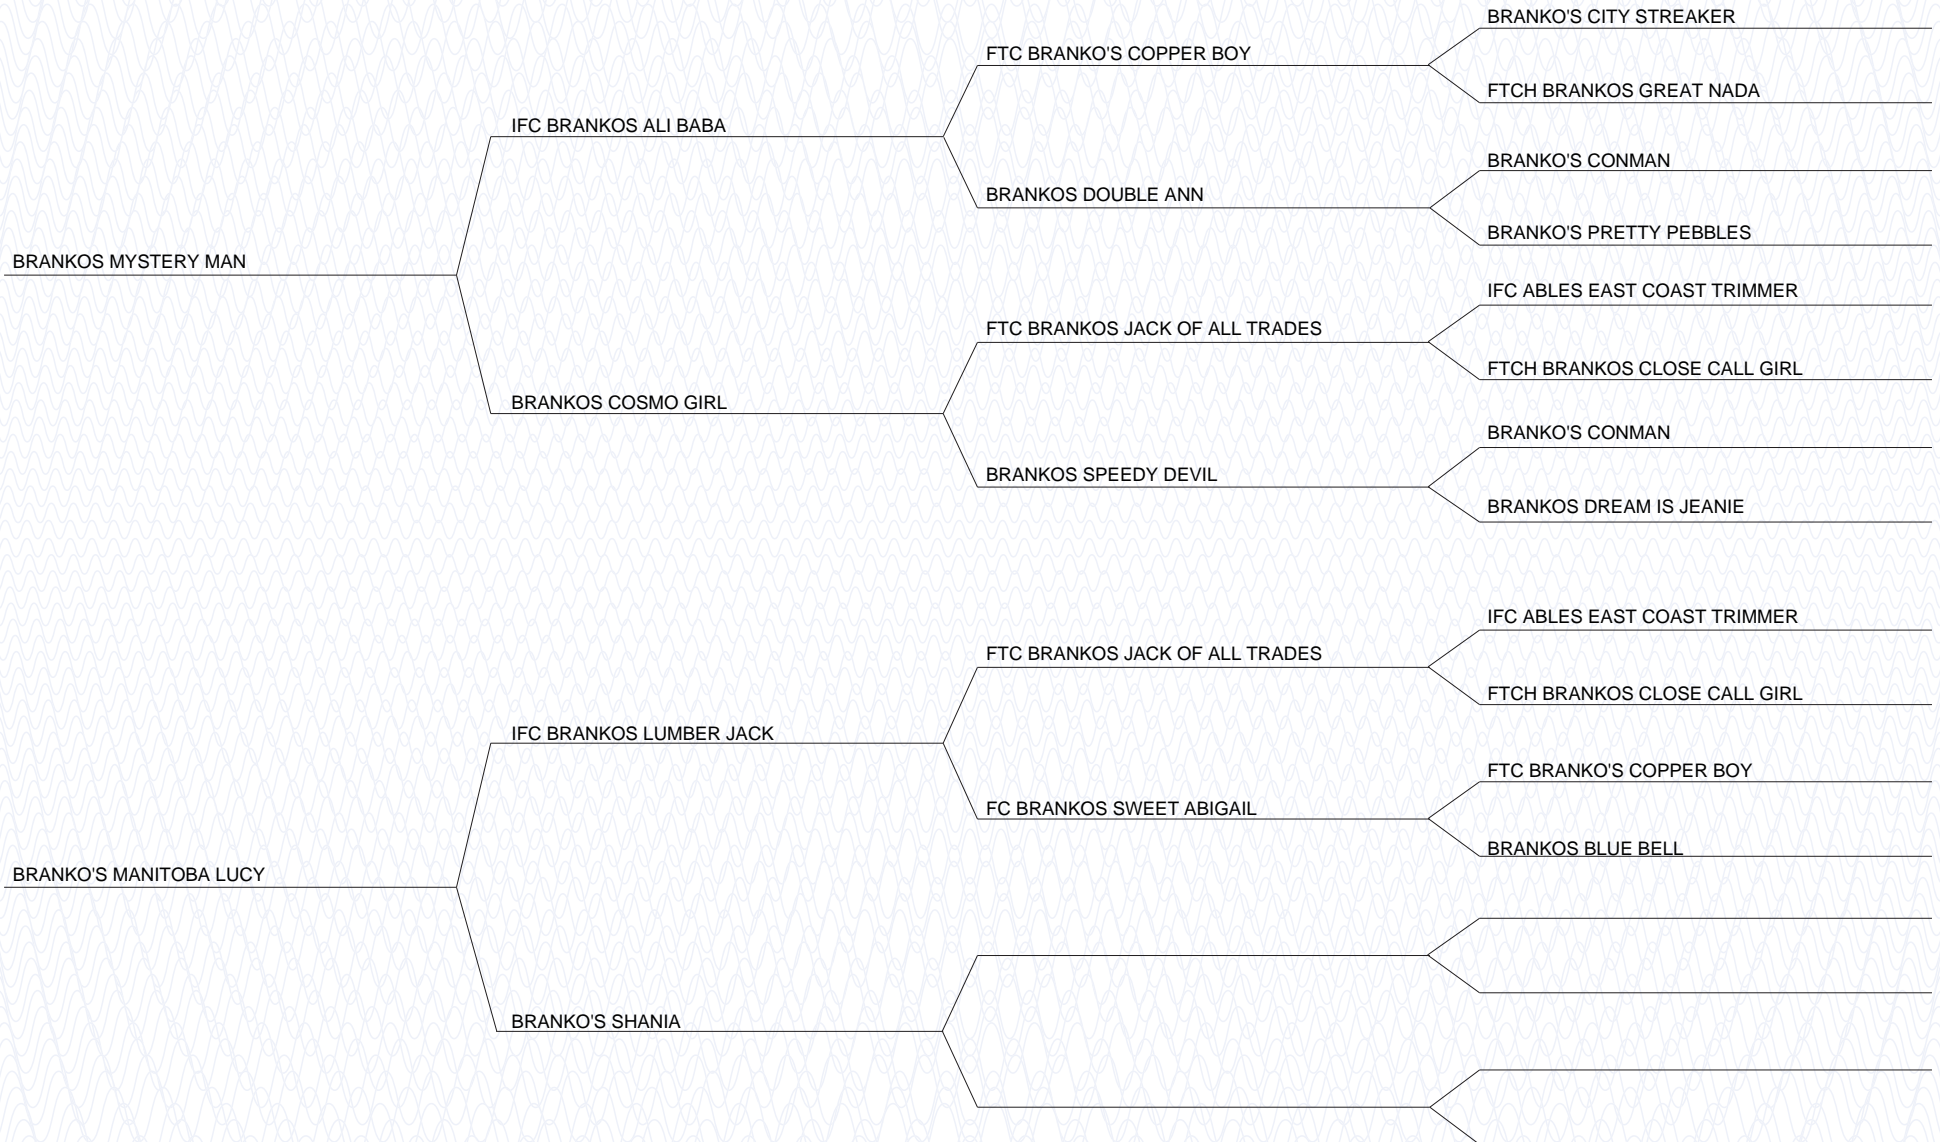 BRANKO'S CITY STREAKER
FTC BRANKO'S COPPER BOY
FTCH BRANKOS GREAT NADA
IFC BRANKOS ALI BABA
BRANKO'S CONMAN
BRANKOS DOUBLE ANN
BRANKO'S PRETTY PEBBLES
BRANKOS MYSTERY MAN
IFC ABLES EAST COAST TRIMMER
FTC BRANKOS JACK OF ALL TRADES
FTCH BRANKOS CLOSE CALL GIRL
BRANKOS COSMO GIRL
BRANKO'S CONMAN
BRANKOS SPEEDY DEVIL
BRANKOS DREAM IS JEANIE
IFC ABLES EAST COAST TRIMMER
FTC BRANKOS JACK OF ALL TRADES
FTCH BRANKOS CLOSE CALL GIRL
IFC BRANKOS LUMBER JACK
FTC BRANKO'S COPPER BOY
FC BRANKOS SWEET ABIGAIL
BRANKOS BLUE BELL
BRANKO'S MANITOBA LUCY
BRANKO'S SHANIA